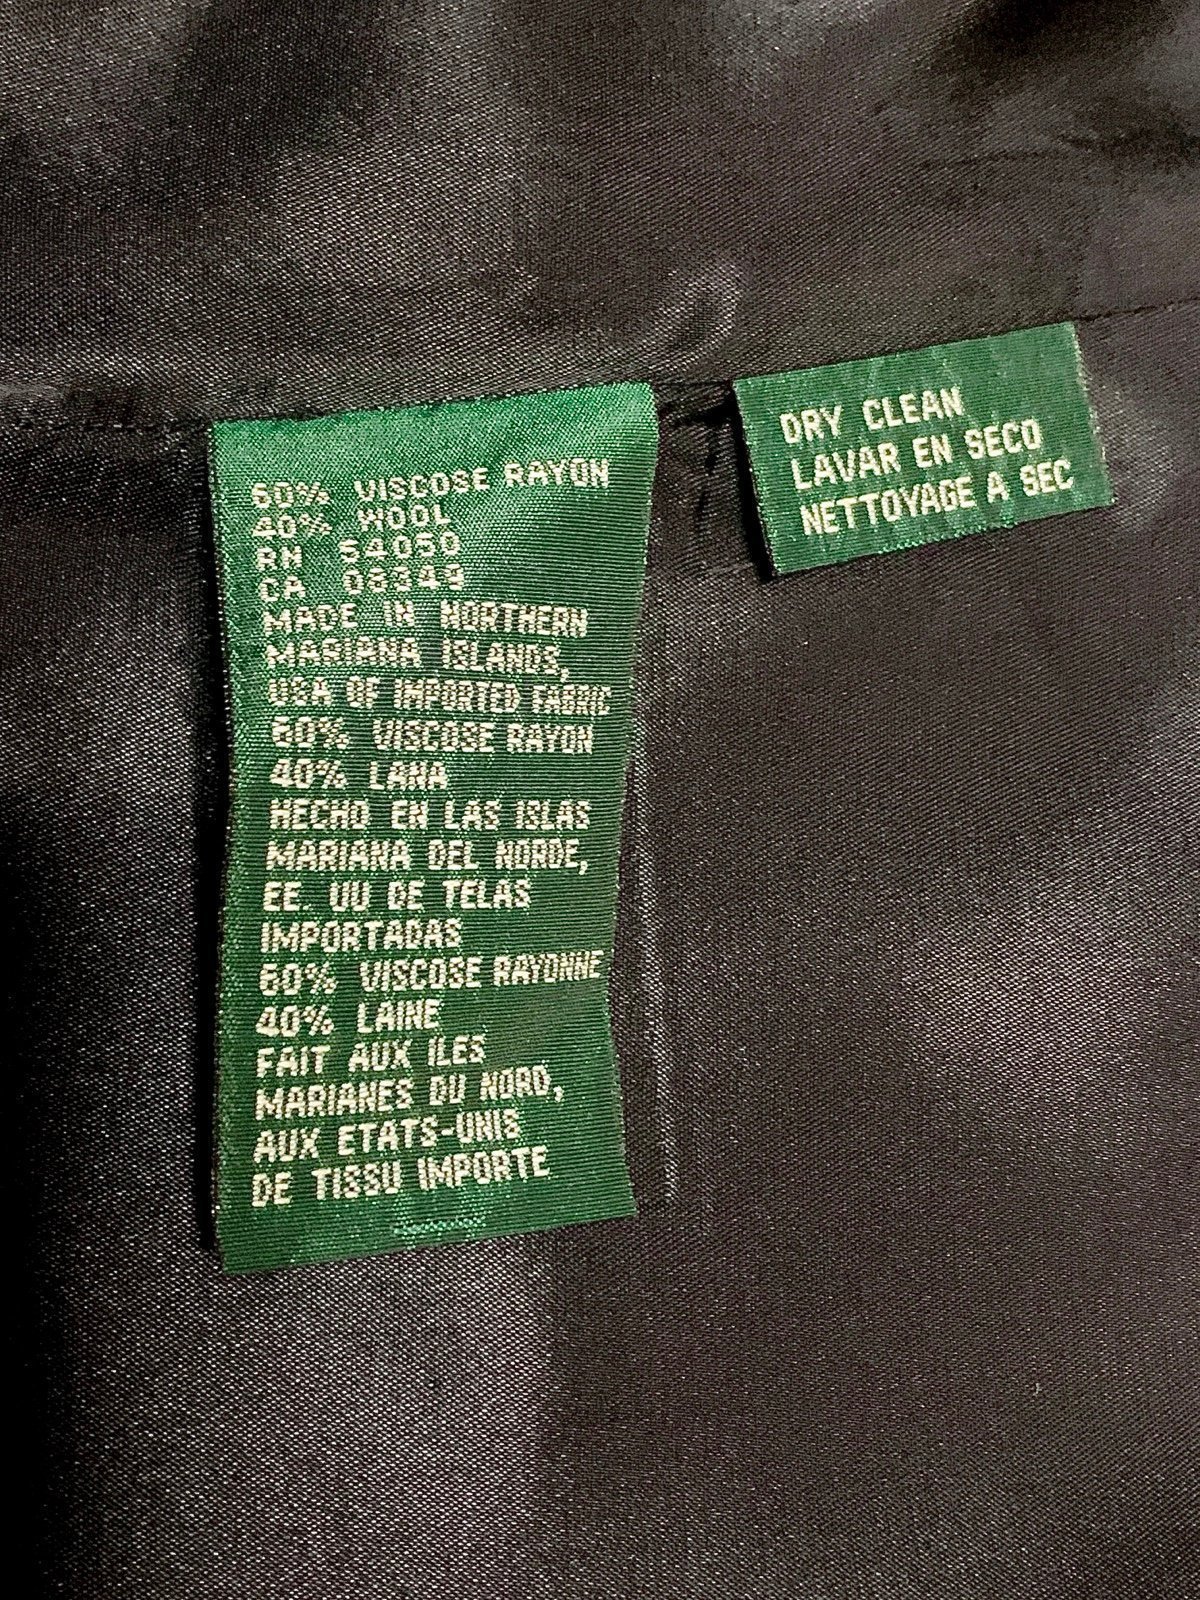 60% VISCOSE RAYON
40% WOOL
RN 54050
CA 08349
MADE IN NORTHERN
MARIANA ISLANDS,
USA OF IMPORTED FABRIC
60% VISCOSE RAYON
40% LANA
HECHO EN LAS ISLAS
MARIANA DEL NORDE,
EE. UU DE TELAS
IMPORTADAS
60% VISCOSE RAYONNE
40% LAINE
FAIT AUX ILES
MARIANES DU NORD,
AUX ETATS-UNIS
DE TISSU IMPORTE
DRY CLEAN
LAVAR EN SECO
NETTOYAGE A SEC